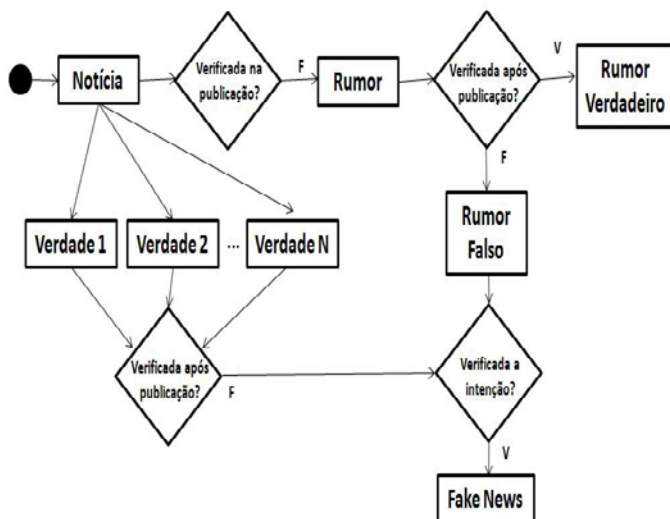 Notícia
Verificada na
publicação?
F
Rumor
Verificada após
publicação?
V
Rumor
Verdadeiro
F
Rumor
Falso
Verdade 1
Verdade 2
...
Verdade N
Verificada após
publicação?
F
Verificada a
intenção?
V
Fake News